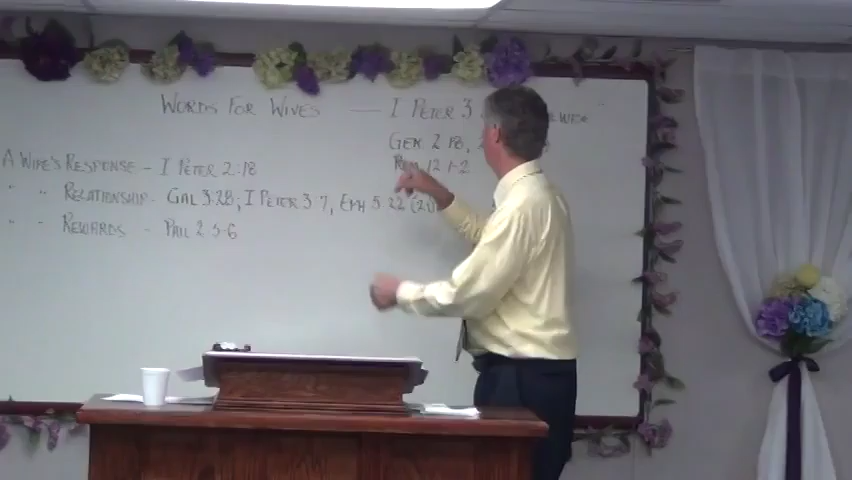 WORDS FOR WIVES — I PETER 3
GEN 2 18,
ROM 12 1-2
A WIFE'S RESPONSE - I PETER 2:18
" " RELATIONSHIP - GAL 3:28, I PETER 3 7, EPH 5 22 (21)
" " REWARDS - PHIL 2 5-6